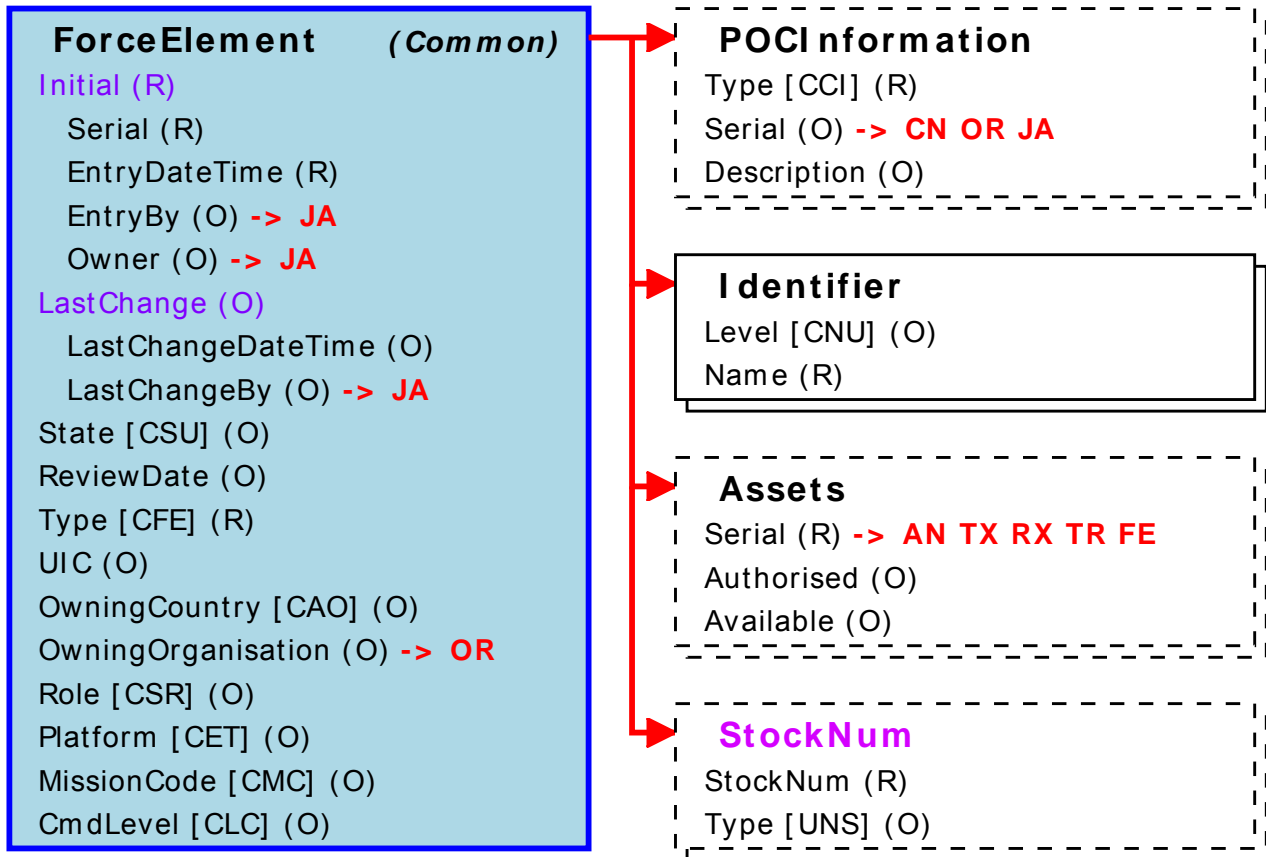 ForceElement (Common)
Initial (R)
Serial (R)
EntryDateTime (R)
EntryBy (O) -> JA
Owner (O) -> JA
LastChange (O)
LastChangeDateTime (O)
LastChangeBy (O) -> JA
State [CSU] (O)
ReviewDate (O)
Type [CFE] (R)
UIC (O)
OwningCountry [CAO] (O)
OwningOrganisation (O) -> OR
Role [CSR] (O)
Platform [CET] (O)
MissionCode [CMC] (O)
CmdLevel [CLC] (O)
POCInformation
Type [CCI] (R)
Serial (O) -> CN OR JA
Description (O)
Identifier
Level [CNU] (O)
Name (R)
Assets
Serial (R) -> AN TX RX TR FE
Authorised (O)
Available (O)
StockNum
StockNum (R)
Type [UNS] (O)